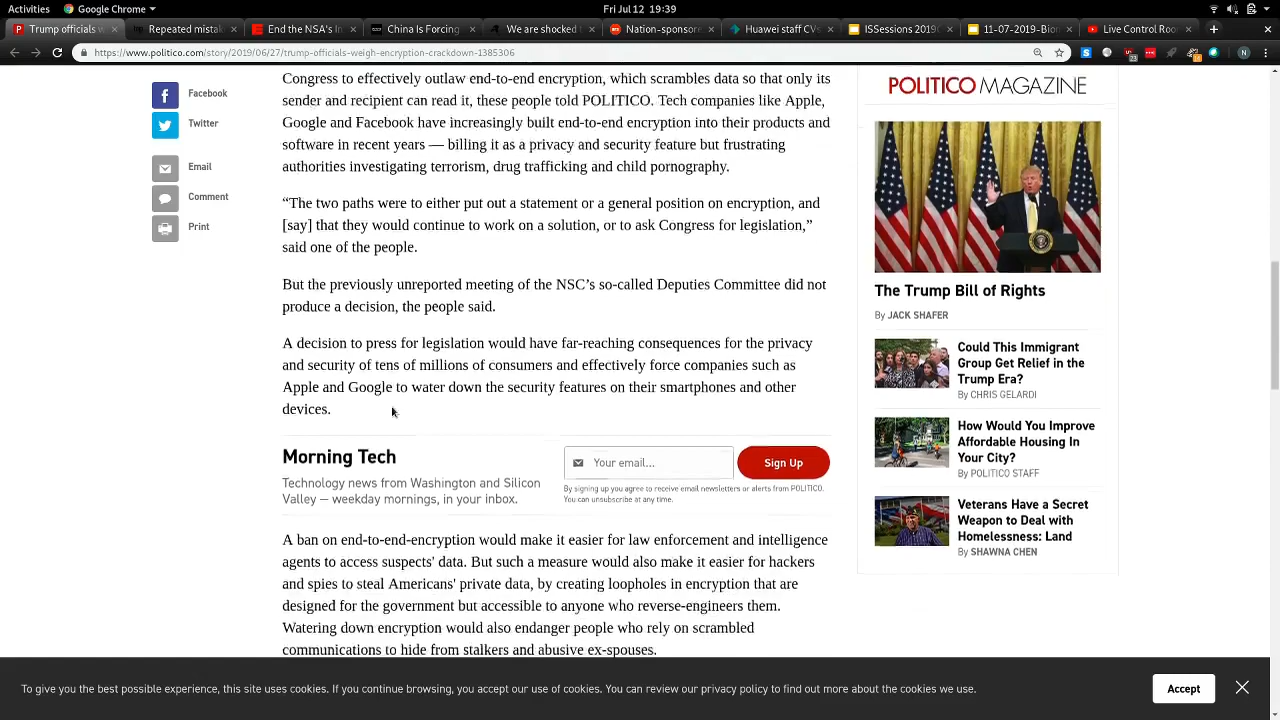 Activities Google Chrome Fri Jul 12 19:39
Trump officials w Repeated mistak End the NSA's In China Is Forcing We are shocked t Nation-sponsore Huawei staff CVs ISSessions 2019 11-07-2019-Bion Live Control Roo
https://www.politico.com/story/2019/06/27/trump-officials-weigh-encryption-crackdown-1385306
Facebook
Twitter
Email
Comment
Print
Congress to effectively outlaw end-to-end encryption, which scrambles data so that only its
sender and recipient can read it, these people told POLITICO. Tech companies like Apple,
Google and Facebook have increasingly built end-to-end encryption into their products and
software in recent years — billing it as a privacy and security feature but frustrating
authorities investigating terrorism, drug trafficking and child pornography.
“The two paths were to either put out a statement or a general position on encryption, and
[say] that they would continue to work on a solution, or to ask Congress for legislation,”
said one of the people.
But the previously unreported meeting of the NSC’s so-called Deputies Committee did not
produce a decision, the people said.
A decision to press for legislation would have far-reaching consequences for the privacy
and security of tens of millions of consumers and effectively force companies such as
Apple and Google to water down the security features on their smartphones and other
devices.
Morning Tech
Technology news from Washington and Silicon
Valley — weekday mornings, in your inbox.
Your email...
Sign Up
By signing up you agree to receive email newsletters or alerts from POLITICO.
You can unsubscribe at any time.
A ban on end-to-end-encryption would make it easier for law enforcement and intelligence
agents to access suspects' data. But such a measure would also make it easier for hackers
and spies to steal Americans' private data, by creating loopholes in encryption that are
designed for the government but accessible to anyone who reverse-engineers them.
Watering down encryption would also endanger people who rely on scrambled
communications to hide from stalkers and abusive ex-spouses.
POLITICO MAGAZINE
The Trump Bill of Rights
By JACK SHAFER
Could This Immigrant
Group Get Relief in the
Trump Era?
By CHRIS GELARDI
How Would You Improve
Affordable Housing In
Your City?
By POLITICO STAFF
Veterans Have a Secret
Weapon to Deal with
Homelessness: Land
By SHAWNA CHEN
To give you the best possible experience, this site uses cookies. If you continue browsing, you accept our use of cookies. You can review our privacy policy to find out more about the cookies we use.
Accept